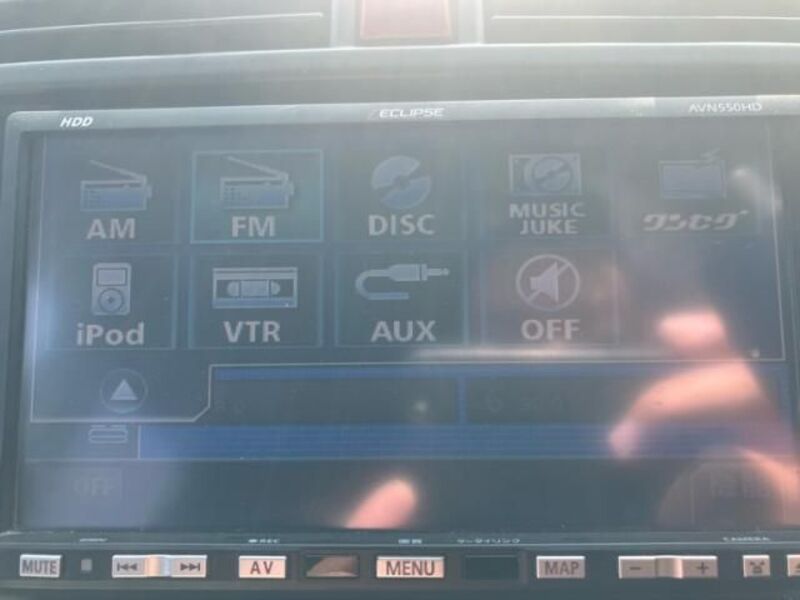 HDD
ECLIPSE
AVN550HD
AM
FM
DISC
MUSIC
JUKE
ワンセグ
iPod
VTR
AUX
OFF
OFF
MUTE
AV
MENU
MAP
- +